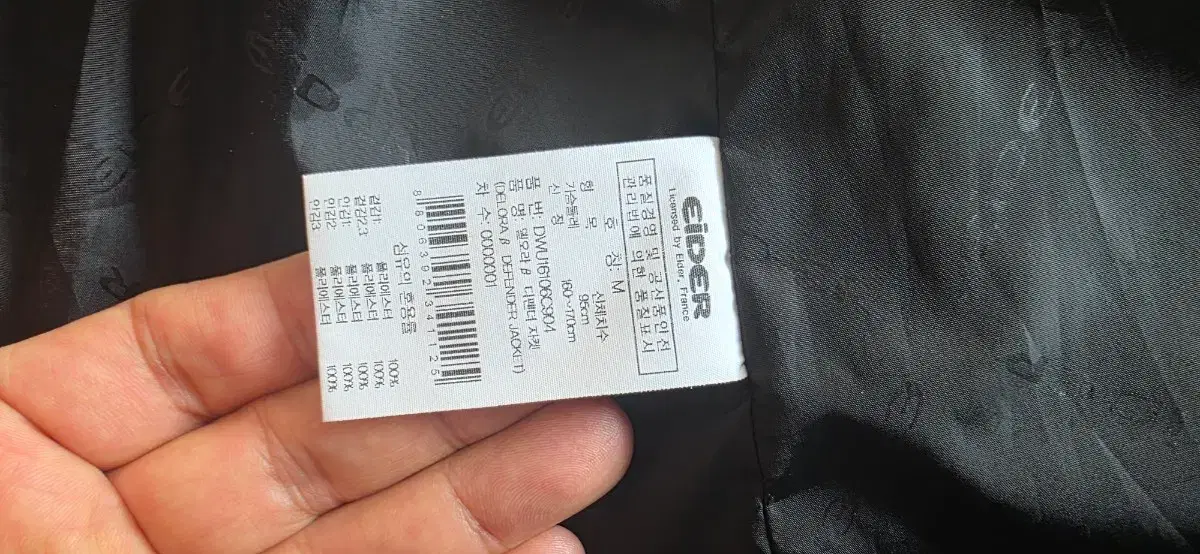 EiDER
licensed by Eider, France
품질경영 및 공산품안전
관리법에 의한 품질표시
호 칭: M
항 목 신체치수
가슴둘레 95cm
신 장 160~170cm
품 번: DWU16106C904
품 명: 델로라 β 디펜더 자켓
(DELORA β DEFENDER JACKET)
차 수: 0000001
8806392341125
섬유의 혼용률
겉감1: 폴리에스터 100%
겉감2,3 폴리에스터 100%
안감1: 폴리에스터 100%
안감2 폴리에스터 100%
안감3 폴리에스터 100%